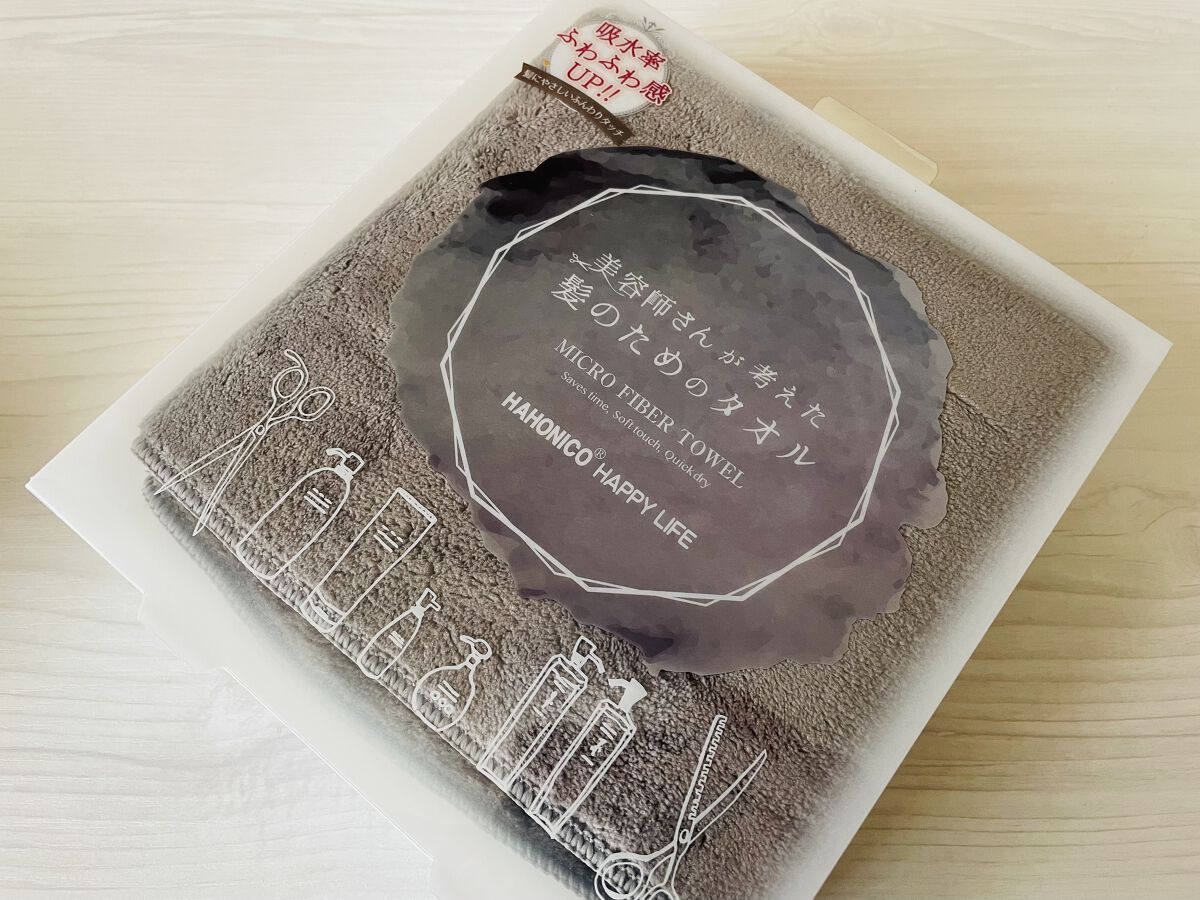 吸水率
ふわふわ感
UP!!
髪にやさしいふんわりタッチ
美容師さんが考えた
髪のためのタオル
MICRO FIBER TOWEL
Saves time, Soft touch, Quick dry
HAHONICO® HAPPY LIFE